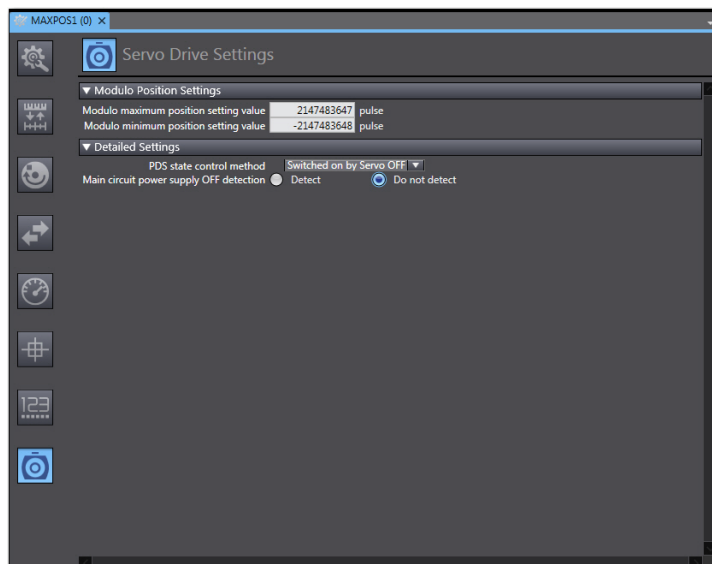 MAXPOS1 (0) ×
Servo Drive Settings
▼ Modulo Position Settings
Modulo maximum position setting value 2147483647 pulse
Modulo minimum position setting value -2147483648 pulse
▼ Detailed Settings
PDS state control method Switched on by Servo OFF ▼
Main circuit power supply OFF detection Detect Do not detect
123